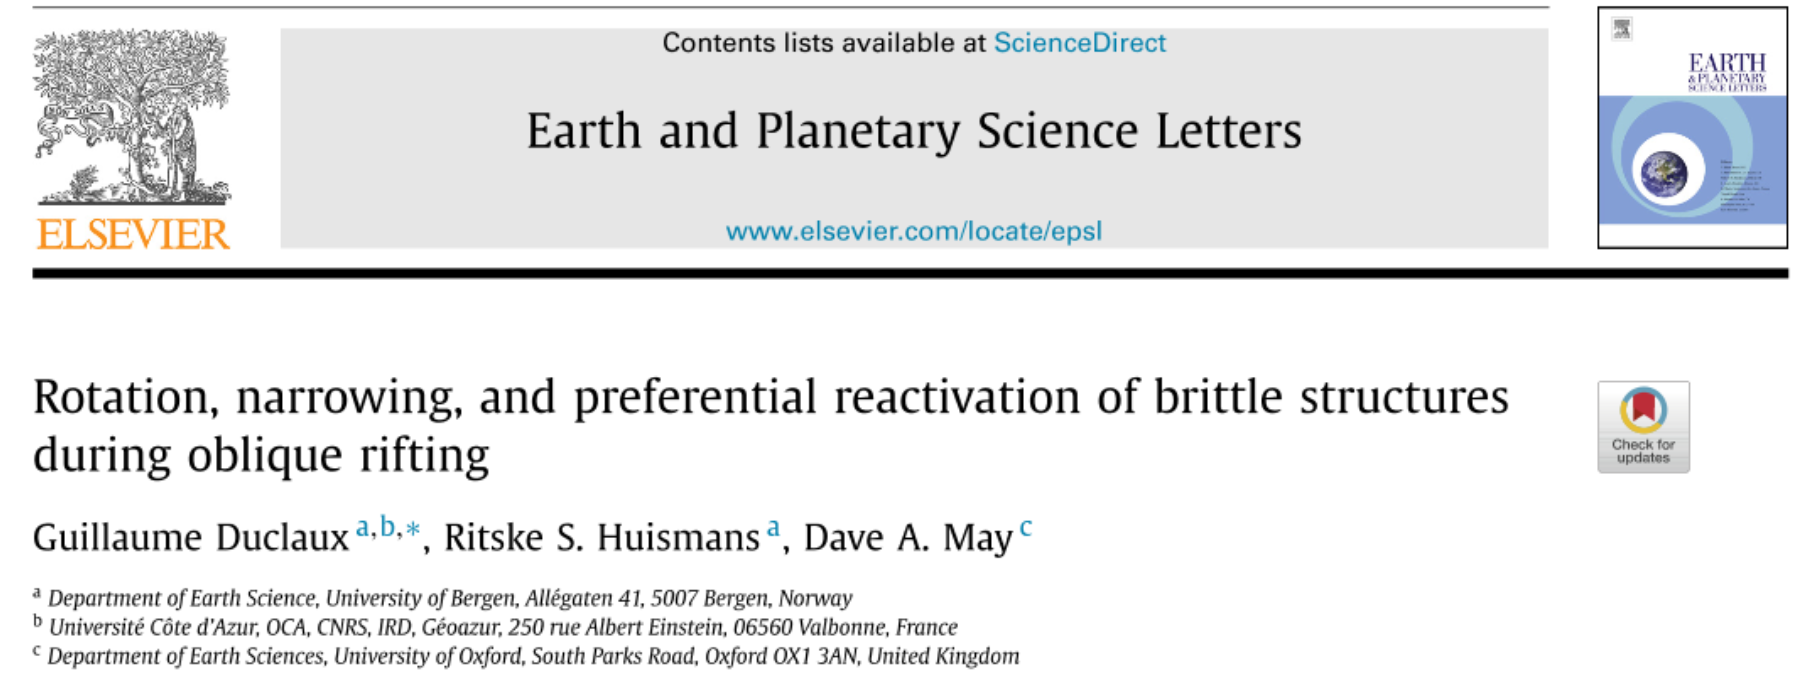 Contents lists available at ScienceDirect
Earth and Planetary Science Letters
www.elsevier.com/locate/epsl
ELSEVIER
EARTH
& PLANETARY
SCIENCE LETTERS
Rotation, narrowing, and preferential reactivation of brittle structures
during oblique rifting
Check for
updates
Guillaume Duclaux a,b,*, Ritske S. Huismans a, Dave A. May c
a Department of Earth Science, University of Bergen, Allégaten 41, 5007 Bergen, Norway
b Université Côte d'Azur, OCA, CNRS, IRD, Géoazur, 250 rue Albert Einstein, 06560 Valbonne, France
c Department of Earth Sciences, University of Oxford, South Parks Road, Oxford OX1 3AN, United Kingdom